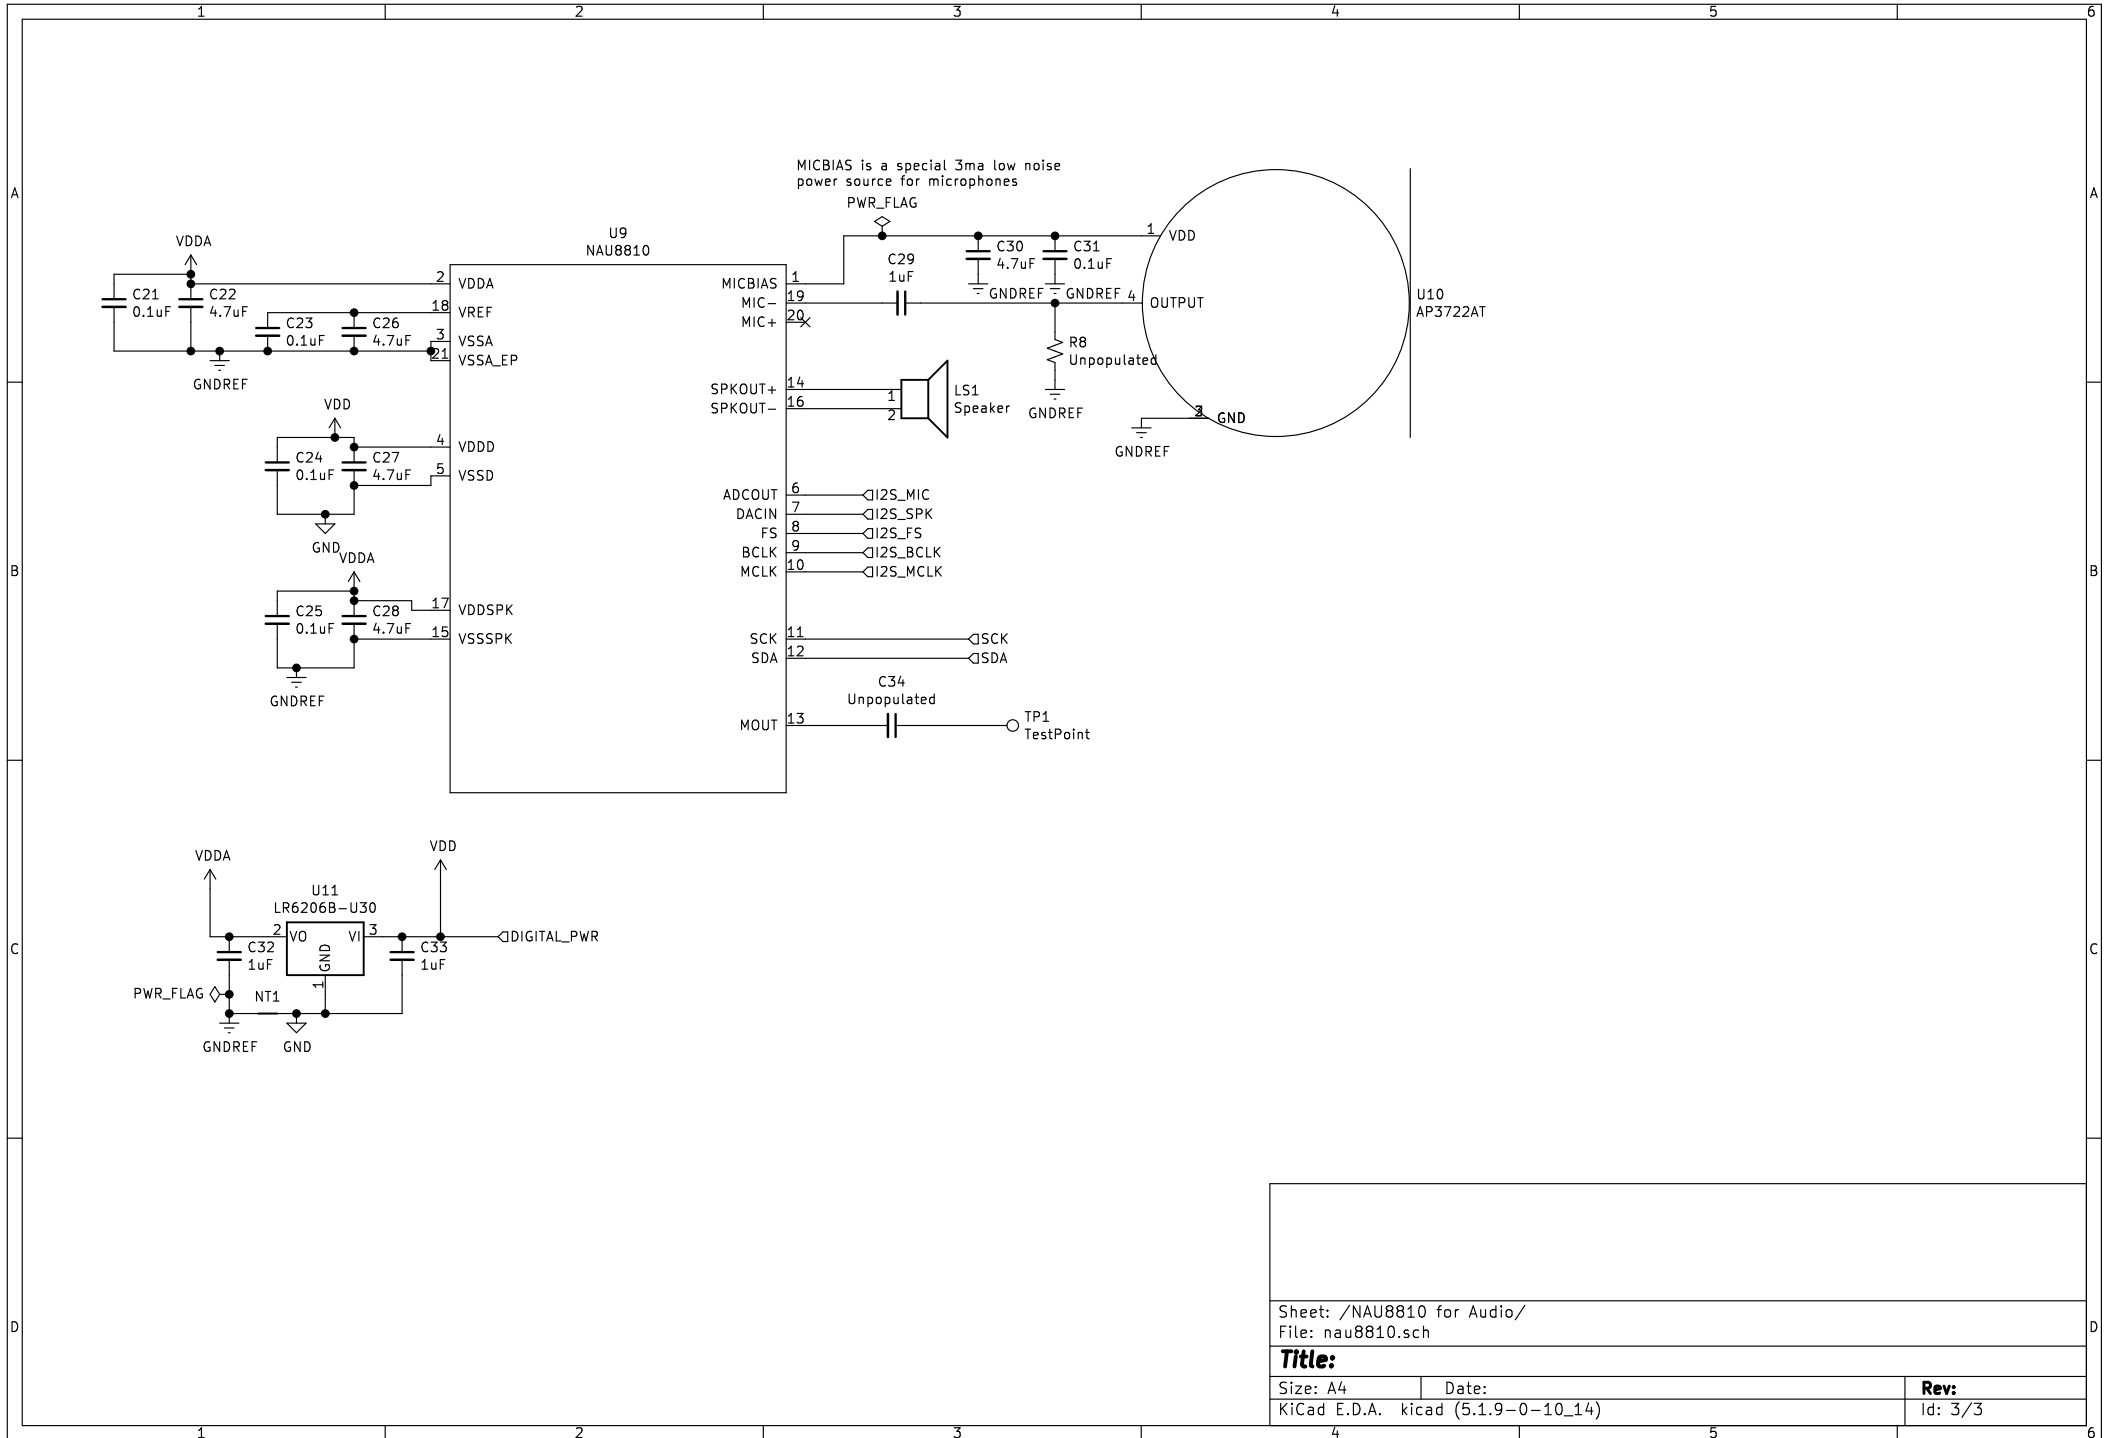 1 2 3 4 5 6
A A
B B
C C
D D
MICBIAS is a special 3ma low noise
power source for microphones
PWR_FLAG
U9
NAU8810
VDDA
C21
0.1uF
C22
4.7uF
C23
0.1uF
C26
4.7uF
GNDREF
2 VDDA
18 VREF
3 VSSA
21 VSSA_EP
VDD
C24
0.1uF
C27
4.7uF
4 VDDD
5 VSSD
GND
VDDA
C25
0.1uF
C28
4.7uF
17 VDDSPK
15 VSSSPK
GNDREF
MICBIAS 1
MIC- 19
MIC+ 20
SPKOUT+ 14
SPKOUT- 16
ADCOUT 6 I2S_MIC
DACIN 7 I2S_SPK
FS 8 I2S_FS
BCLK 9 I2S_BCLK
MCLK 10 I2S_MCLK
SCK 11 SCK
SDA 12 SDA
MOUT 13
C34
Unpopulated
TP1
TestPoint
C29
1uF
C30
4.7uF
C31
0.1uF
GNDREF GNDREF
1 VDD
4 OUTPUT
GND
U10
AP3722AT
R8
Unpopulated
GNDREF
GNDREF
1
2
LS1
Speaker
VDDA
VDD
U11
LR6206B-U30
2 VO VI 3
GND
1
C32
1uF
C33
1uF
DIGITAL_PWR
PWR_FLAG
NT1
GNDREF GND
Sheet: /NAU8810 for Audio/
File: nau8810.sch
Title:
Size: A4 Date: Rev:
KiCad E.D.A. kicad (5.1.9-0-10_14) Id: 3/3
1 2 3 4 5 6